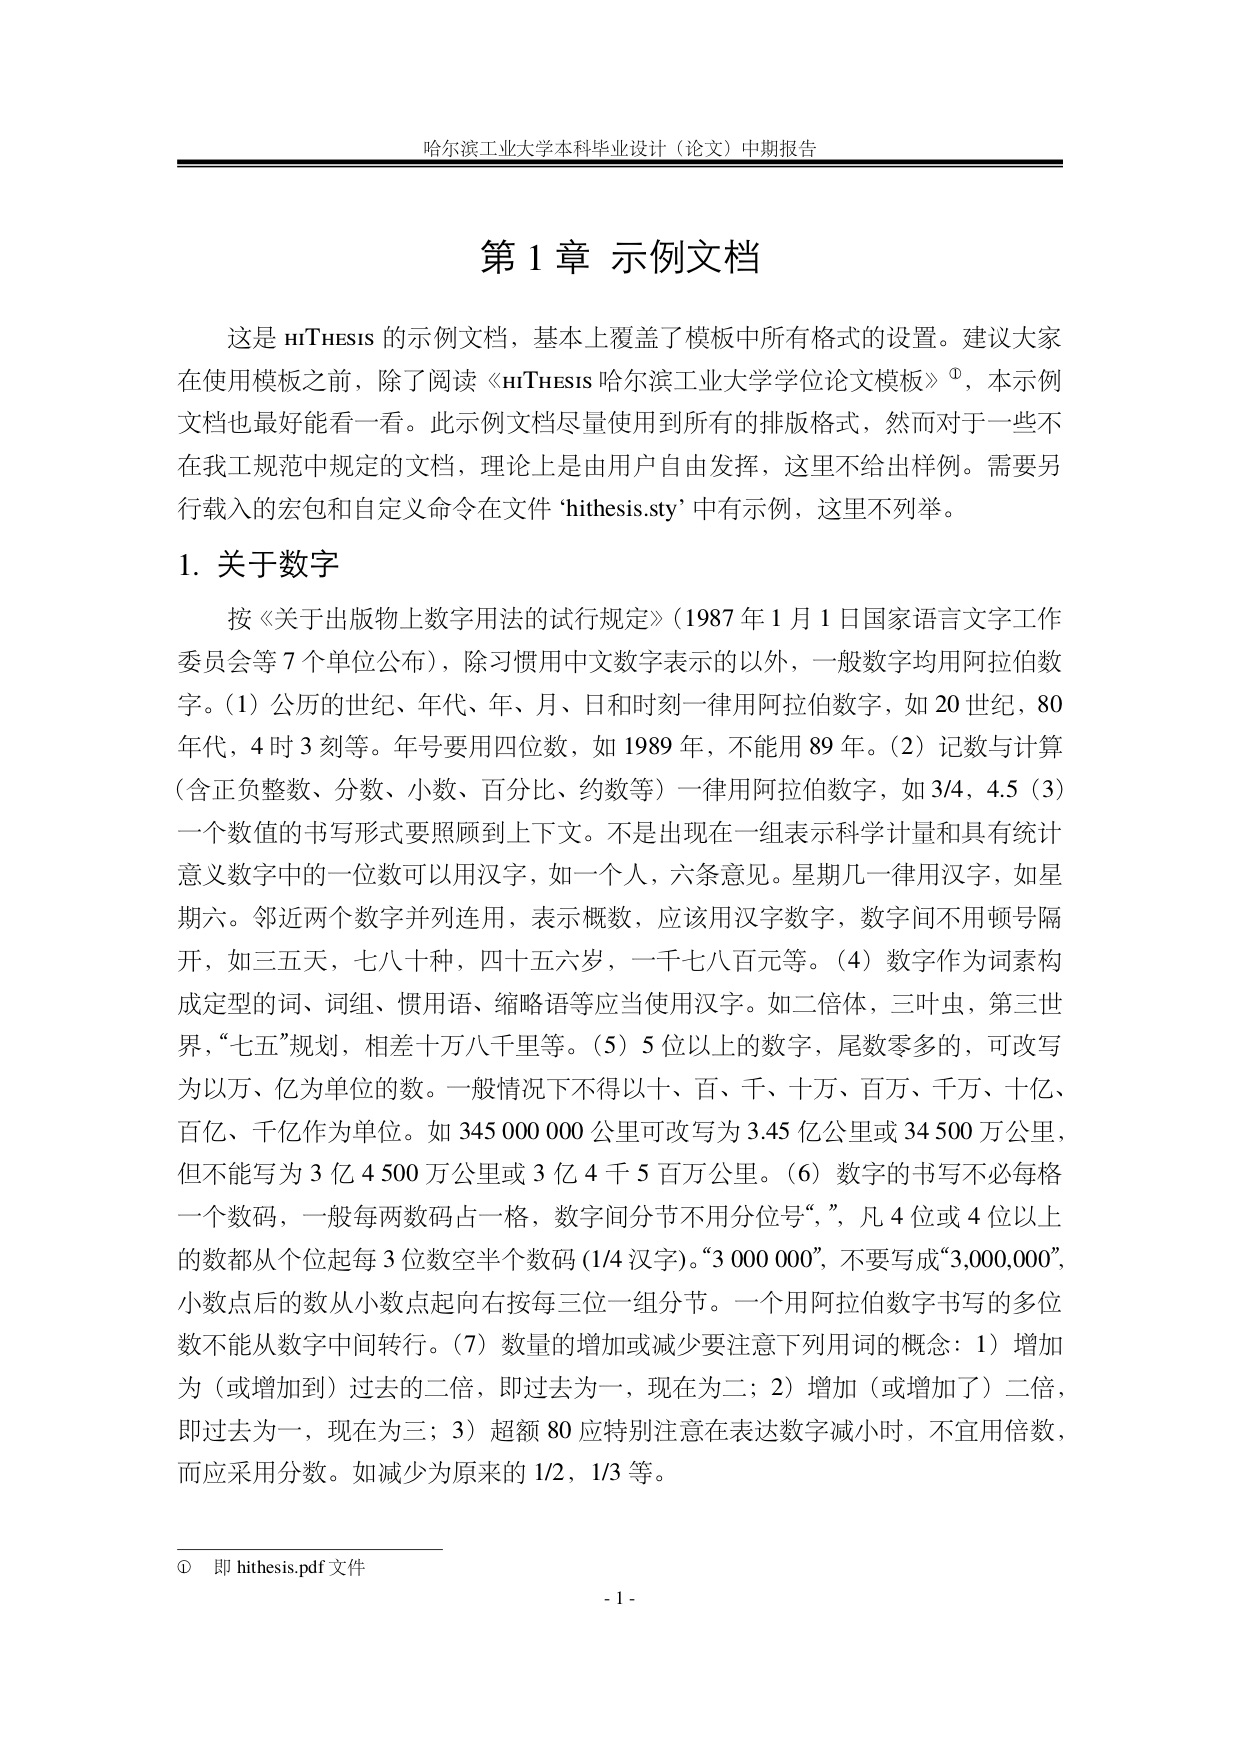 哈尔滨工业大学本科毕业设计（论文）中期报告
第 1 章 示例文档
这是 hiThesis 的示例文档，基本上覆盖了模板中所有格式的设置。建议大家
在使用模板之前，除了阅读《hiThesis 哈尔滨工业大学学位论文模板》①，本示例
文档也最好能看一看。此示例文档尽量使用到所有的排版格式，然而对于一些不
在我工规范中规定的文档，理论上是由用户自由发挥，这里不给出样例。需要另
行载入的宏包和自定义命令在文件 ‘hithesis.sty’ 中有示例，这里不列举。
1. 关于数字
按《关于出版物上数字用法的试行规定》（1987 年 1 月 1 日国家语言文字工作
委员会等 7 个单位公布），除习惯用中文数字表示的以外，一般数字均用阿拉伯数
字。（1）公历的世纪、年代、年、月、日和时刻一律用阿拉伯数字，如 20 世纪，80
年代，4 时 3 刻等。年号要用四位数，如 1989 年，不能用 89 年。（2）记数与计算
（含正负整数、分数、小数、百分比、约数等）一律用阿拉伯数字，如 3/4，4.5（3）
一个数值的书写形式要照顾到上下文。不是出现在一组表示科学计量和具有统计
意义数字中的一位数可以用汉字，如一个人，六条意见。星期几一律用汉字，如星
期六。邻近两个数字并列连用，表示概数，应该用汉字数字，数字间不用顿号隔
开，如三五天，七八十种，四十五六岁，一千七八百元等。（4）数字作为词素构
成定型的词、词组、惯用语、缩略语等应当使用汉字。如二倍体，三叶虫，第三世
界，“七五”规划，相差十万八千里等。（5）5 位以上的数字，尾数零多的，可改写
为以万、亿为单位的数。一般情况下不得以十、百、千、十万、百万、千万、十亿、
百亿、千亿作为单位。如 345 000 000 公里可改写为 3.45 亿公里或 34 500 万公里，
但不能写为 3 亿 4 500 万公里或 3 亿 4 千 5 百万公里。（6）数字的书写不必每格
一个数码，一般每两数码占一格，数字间分节不用分位号“，”，凡 4 位或 4 位以上
的数都从个位起每 3 位数空半个数码 (1/4 汉字)。“3 000 000”，不要写成“3,000,000”，
小数点后的数从小数点起向右按每三位一组分节。一个用阿拉伯数字书写的多位
数不能从数字中间转行。（7）数量的增加或减少要注意下列用词的概念：1）增加
为（或增加到）过去的二倍，即过去为一，现在为二；2）增加（或增加了）二倍，
即过去为一，现在为三；3）超额 80 应特别注意在表达数字减小时，不宜用倍数，
而应采用分数。如减少为原来的 1/2，1/3 等。
① 即 hithesis.pdf 文件
- 1 -